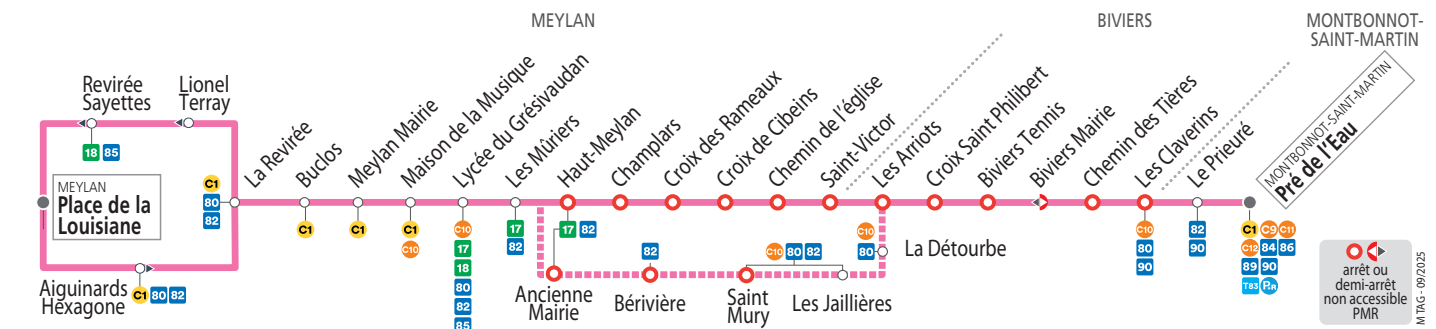 MEYLAN
BIVIERS
MONTBONNOT-
SAINT-MARTIN
Revirée
Sayettes
18 85
Lionel
Terray
MEYLAN
Place de la
Louisiane
Aiguinards
Hexagone
C1 80 82
C1
80
82
La Revirée
Buclos
C1
Meylan Mairie
C1
Maison de la Musique
C1
C10
Lycée du Grésivaudan
C10
17
18
80
82
85
Les Mûriers
17
82
Haut-Meylan
17 82
Champlars
Croix des Rameaux
Croix de Cibeins
Chemin de l'église
Saint-Victor
Les Arriots
Croix Saint Philibert
Biviers Tennis
Biviers Mairie
Chemin des Tières
Les Claverins
C10
80
90
Le Prieuré
82
90
MONTBONNOT-SAINT-MARTIN
Pré de l'Eau
C1 C9 C11
C12 84 86
89 90
T83 P+R
Ancienne
Mairie
82
Bérivière
C10 80 82
Saint
Mury
Les Jaillières
C10
80
La Détourbe
arrêt ou
demi-arrêt
non accessible
PMR
M TAG - 09/2025